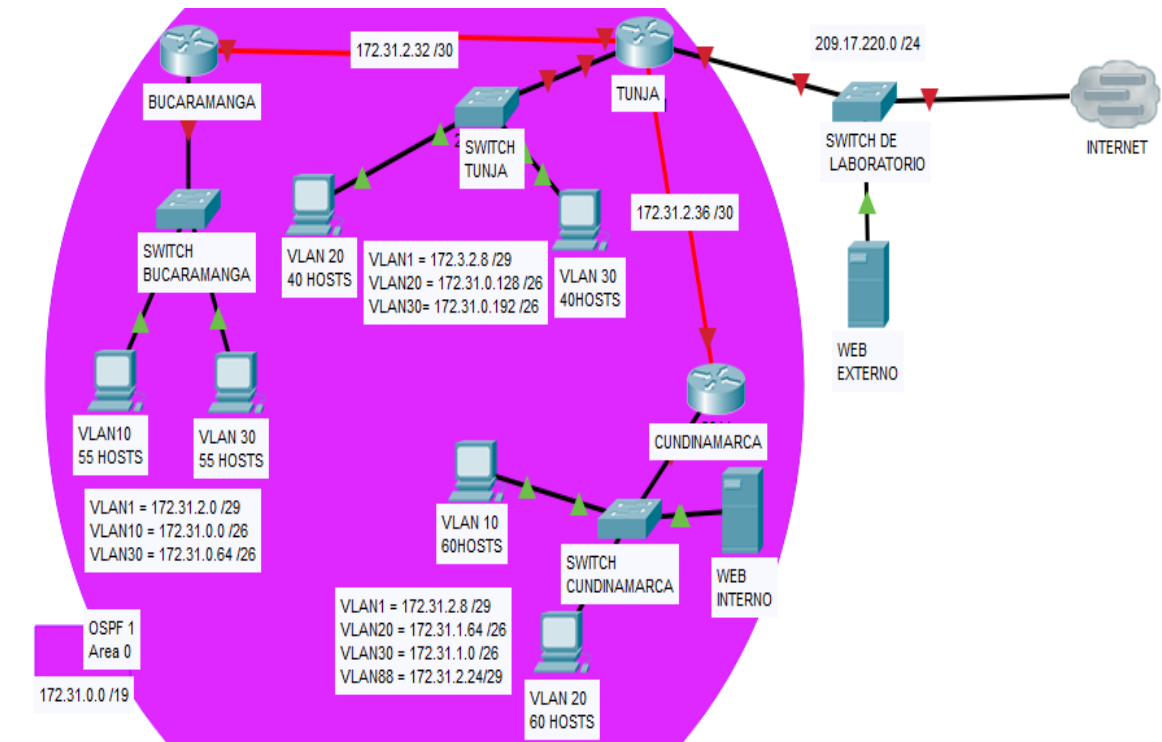 172.31.2.32 /30
209.17.220.0 /24
BUCARAMANGA
TUNJA
INTERNET
SWITCH
TUNJA
SWITCH DE
LABORATORIO
172.31.2.36 /30
SWITCH
BUCARAMANGA
VLAN 20
40 HOSTS
VLAN1 = 172.3.2.8 /29
VLAN20 = 172.31.0.128 /26
VLAN30= 172.31.0.192 /26
VLAN 30
40HOSTS
WEB
EXTERNO
VLAN10
55 HOSTS
VLAN 30
55 HOSTS
CUNDINAMARCA
VLAN1 = 172.31.2.0 /29
VLAN10 = 172.31.0.0 /26
VLAN30 = 172.31.0.64 /26
VLAN 10
60HOSTS
SWITCH
CUNDINAMARCA
WEB
INTERNO
VLAN1 = 172.31.2.8 /29
VLAN20 = 172.31.1.64 /26
VLAN30 = 172.31.1.0 /26
VLAN88 = 172.31.2.24/29
OSPF 1
Area 0
172.31.0.0 /19
VLAN 20
60 HOSTS